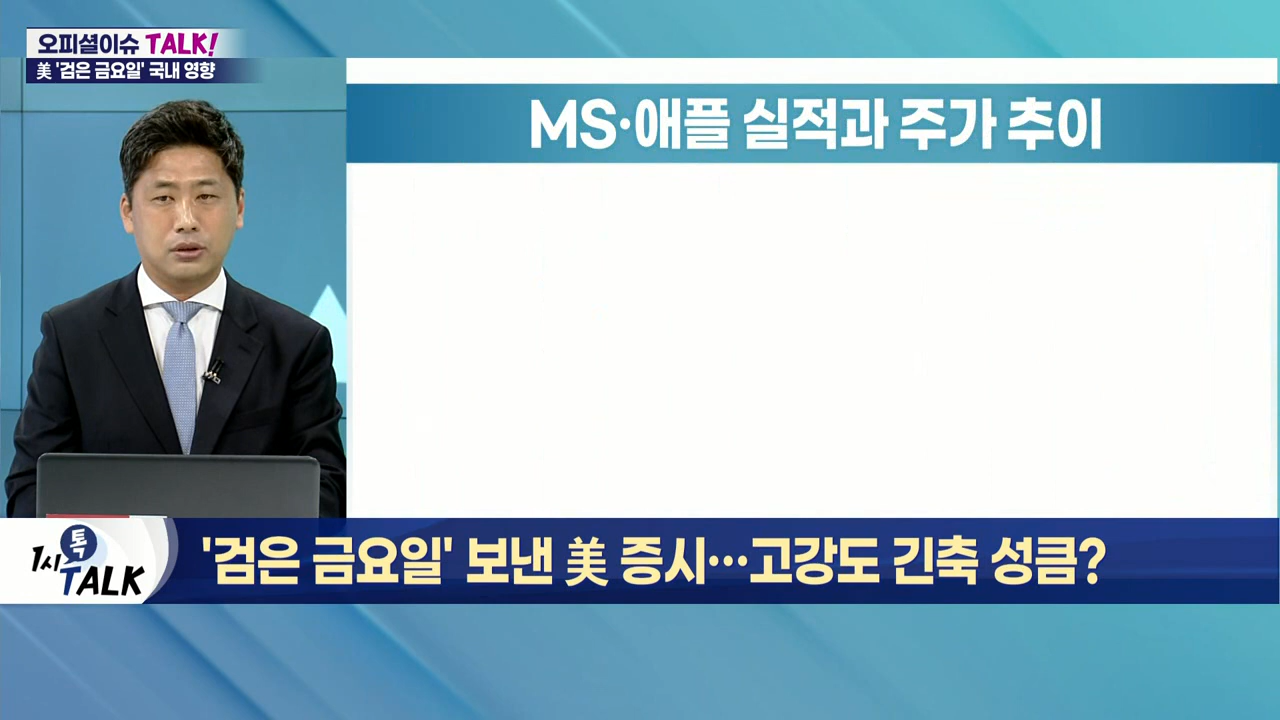 오피셜이슈 TALK!
美 '검은 금요일' 국내 영향
MS·애플 실적과 주가 추이
1시 톡 TALK
'검은 금요일' 보낸 美 증시…고강도 긴축 성큼?